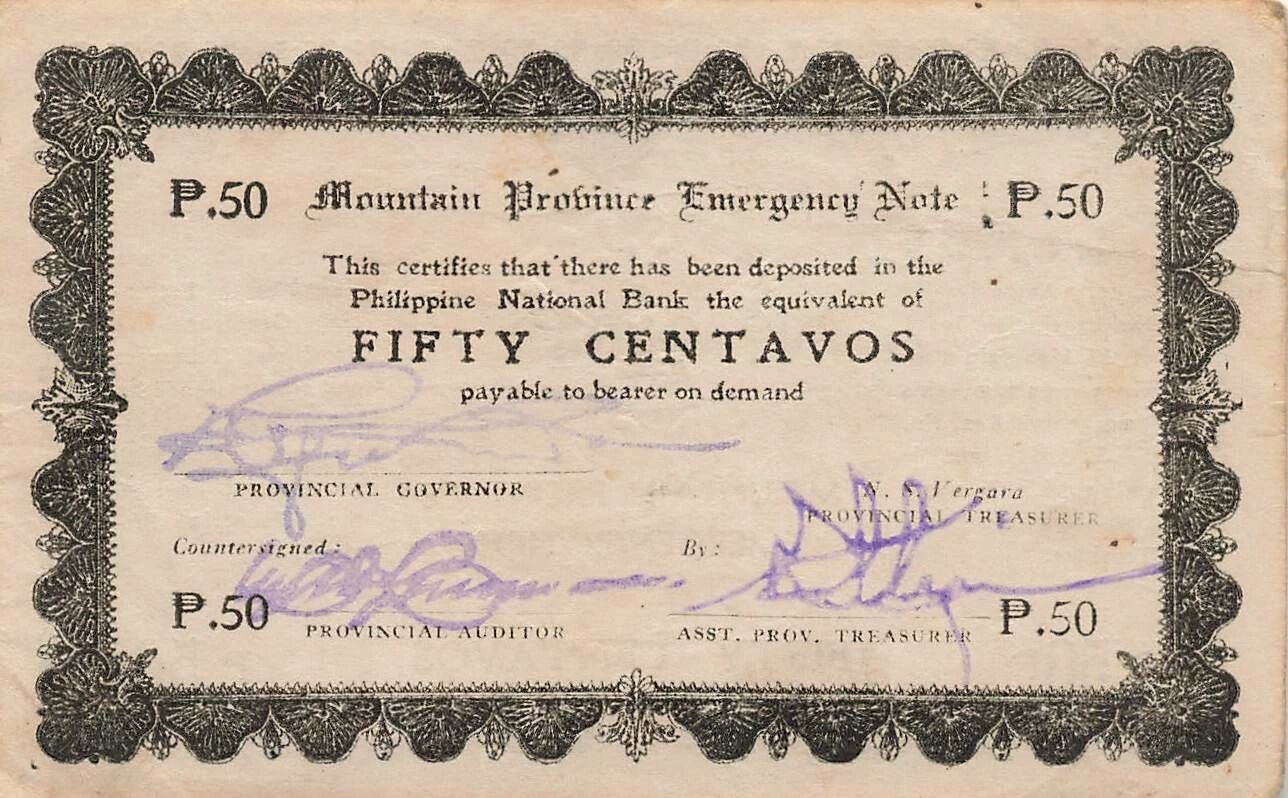 ₱.50 Mountain Province Emergency Note ₱.50
This certifies that there has been deposited in the
Philippine National Bank the equivalent of
FIFTY CENTAVOS
payable to bearer on demand
PROVINCIAL GOVERNOR
N. S. Vergara
PROVINCIAL TREASURER
Countersigned:
By:
₱.50
PROVINCIAL AUDITOR
ASST. PROV. TREASURER
₱.50